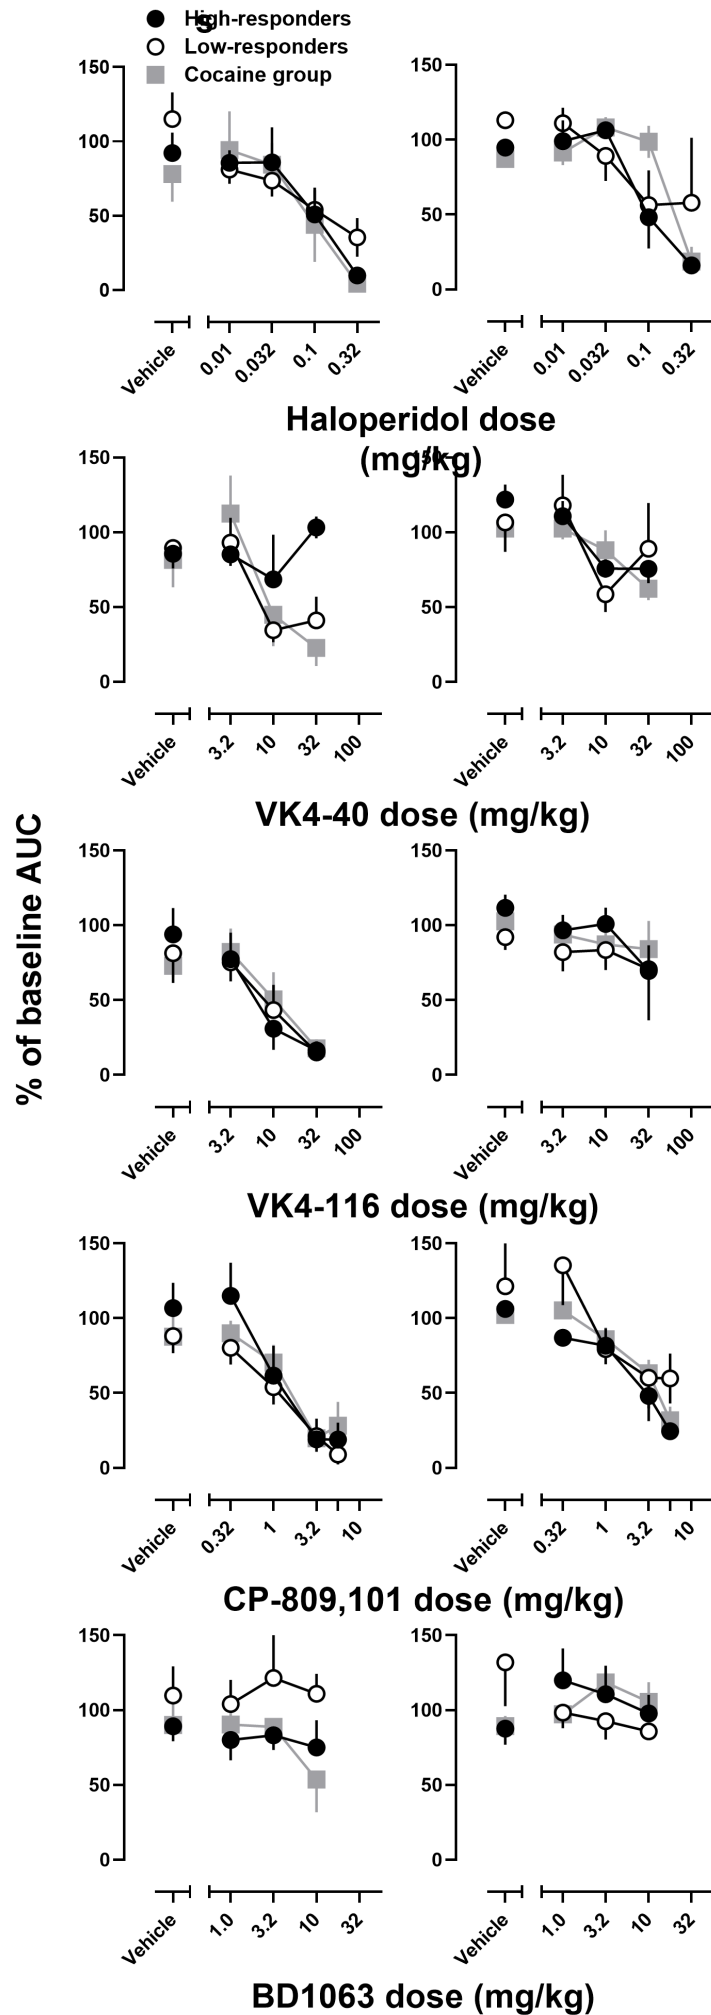 s
High-responders
Low-responders
Cocaine group
150 150
100 100
50 50
0 0
Vehicle 0.01 0.032 0.1 0.32 Vehicle 0.01 0.032 0.1 0.32
Haloperidol dose
(mg/kg)
150 150
100 100
50 50
0 0
Vehicle 3.2 10 32 100 Vehicle 3.2 10 32 100
VK4-40 dose (mg/kg)
% of baseline AUC
150 150
100 100
50 50
0 0
Vehicle 3.2 10 32 100 Vehicle 3.2 10 32 100
VK4-116 dose (mg/kg)
150 150
100 100
50 50
0 0
Vehicle 0.32 1 3.2 10 Vehicle 0.32 1 3.2 10
CP-809,101 dose (mg/kg)
150 150
100 100
50 50
0 0
Vehicle 1.0 3.2 10 32 Vehicle 1.0 3.2 10 32
BD1063 dose (mg/kg)